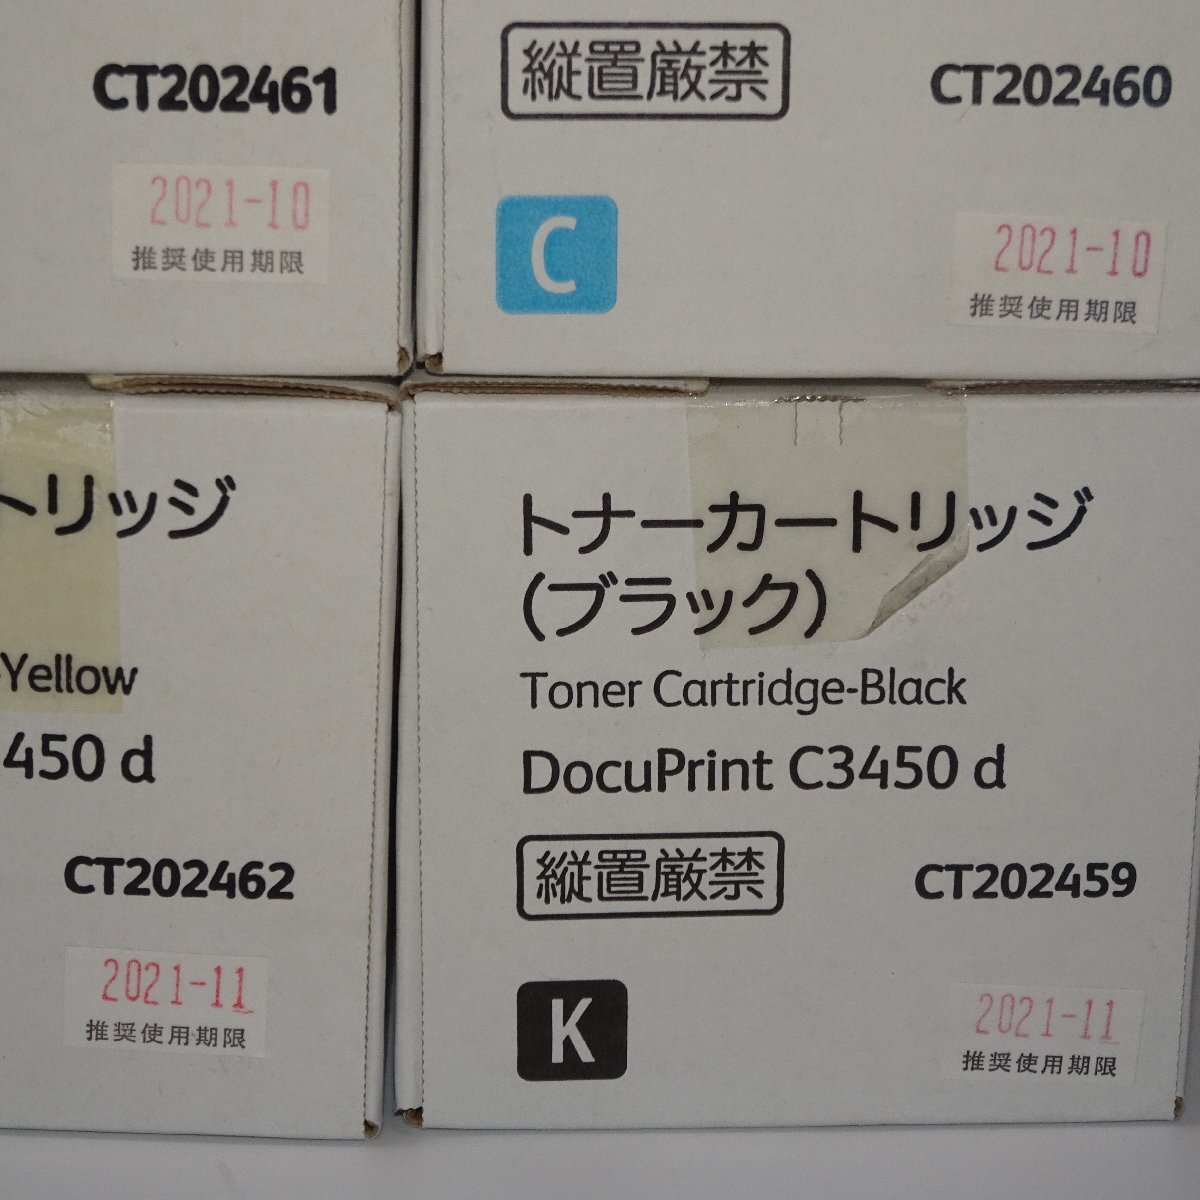 CT202461
2021-10
推奨使用期限
縦置厳禁
CT202460
C
2021-10
推奨使用期限
トリッジ
-Yellow
450 d
CT202462
2021-11
推奨使用期限
トナーカートリッジ
(ブラック)
Toner Cartridge-Black
DocuPrint C3450 d
縦置厳禁
CT202459
K
2021-11
推奨使用期限